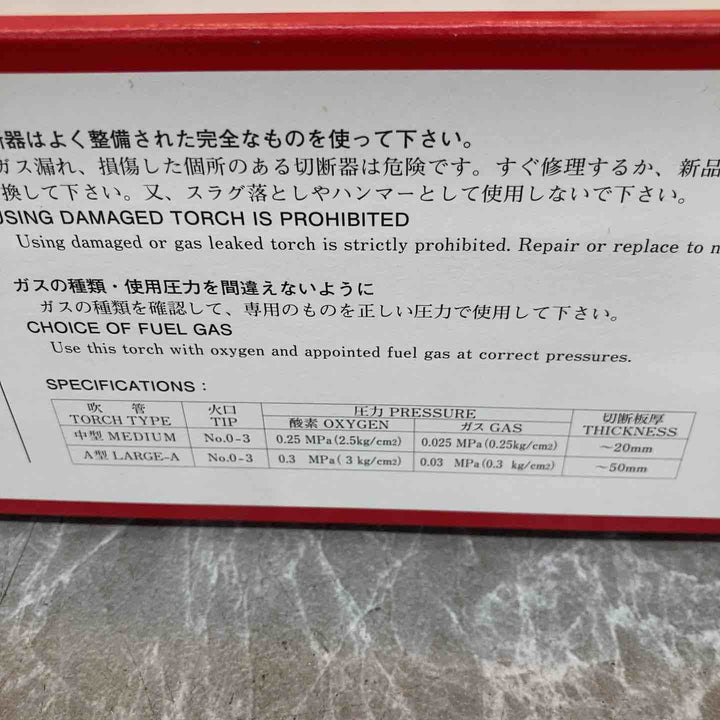 断器はよく整備された完全なものを使って下さい。
ガス漏れ、損傷した個所のある切断器は危険です。すぐ修理するか、新品
換して下さい。又、スラグ落としやハンマーとして使用しないで下さい。
USING DAMAGED TORCH IS PROHIBITED
Using damaged or gas leaked torch is strictly prohibited. Repair or replace to n
ガスの種類・使用圧力を間違えないように
ガスの種類を確認して、専用のものを正しい圧力で使用して下さい。
CHOICE OF FUEL GAS
Use this torch with oxygen and appointed fuel gas at correct pressures.
SPECIFICATIONS :
吹 管 火口 圧力 PRESSURE 切断板厚
TORCH TYPE TIP 酸素 OXYGEN ガス GAS THICKNESS
中型 MEDIUM No.0-3 0.25 MPa (2.5kg/cm2) 0.025 MPa (0.25kg/cm2) ～20mm
A型 LARGE-A No.0-3 0.3 MPa ( 3 kg/cm2) 0.03 MPa (0.3 kg/cm2) ～50mm